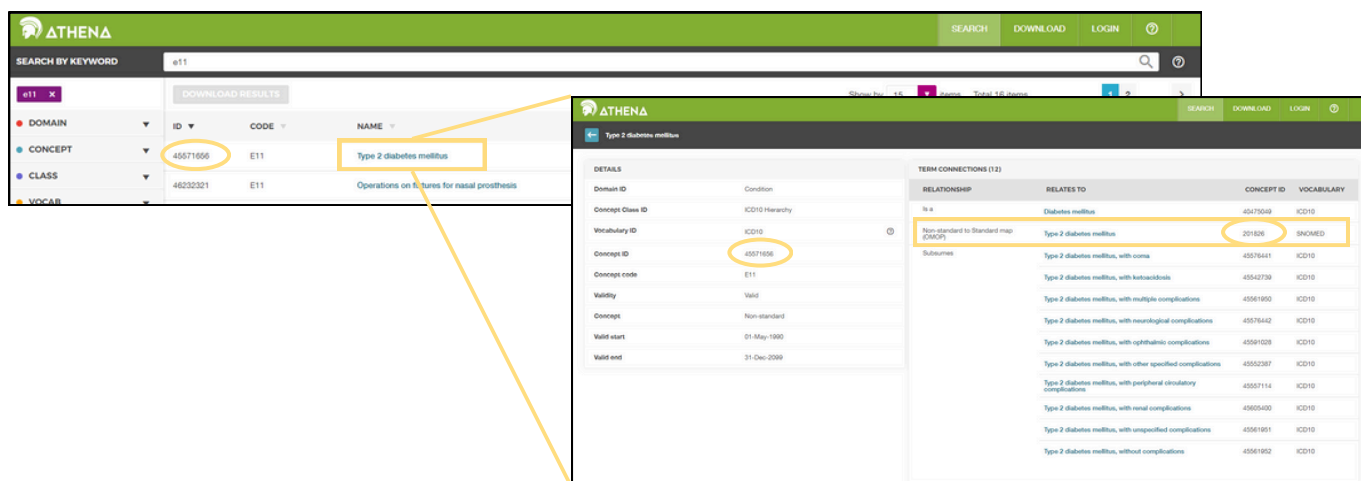 ATHENA
SEARCH DOWNLOAD LOGIN
SEARCH BY KEYWORD e11
e11 X DOWNLOAD RESULTS Show by 15 items Total 16 items 1 2 >
DOMAIN
CONCEPT
CLASS
VOCAB
ID CODE NAME
45571656 E11 Type 2 diabetes mellitus
46232321 E11 Operations on fixtures for nasal prosthesis
ATHENA
SEARCH DOWNLOAD LOGIN
Type 2 diabetes mellitus
DETAILS
Domain ID Condition
Concept Class ID ICD10 Hierarchy
Vocabulary ID ICD10
Concept ID 45571656
Concept code E11
Validity Valid
Concept Non-standard
Valid start 01-May-1990
Valid end 31-Dec-2099
TERM CONNECTIONS (12)
RELATIONSHIP RELATES TO CONCEPT ID VOCABULARY
Is a Diabetes mellitus 40475049 ICD10
Non-standard to Standard map (OMOP) Type 2 diabetes mellitus 201826 SNOMED
Subsumes Type 2 diabetes mellitus, with coma 45576441 ICD10
Type 2 diabetes mellitus, with ketoacidosis 45542739 ICD10
Type 2 diabetes mellitus, with multiple complications 45561950 ICD10
Type 2 diabetes mellitus, with neurological complications 45576442 ICD10
Type 2 diabetes mellitus, with ophthalmic complications 45591028 ICD10
Type 2 diabetes mellitus, with other specified complications 45552387 ICD10
Type 2 diabetes mellitus, with peripheral circulatory complications 45557114 ICD10
Type 2 diabetes mellitus, with renal complications 45605400 ICD10
Type 2 diabetes mellitus, with unspecified complications 45561951 ICD10
Type 2 diabetes mellitus, without complications 45561952 ICD10